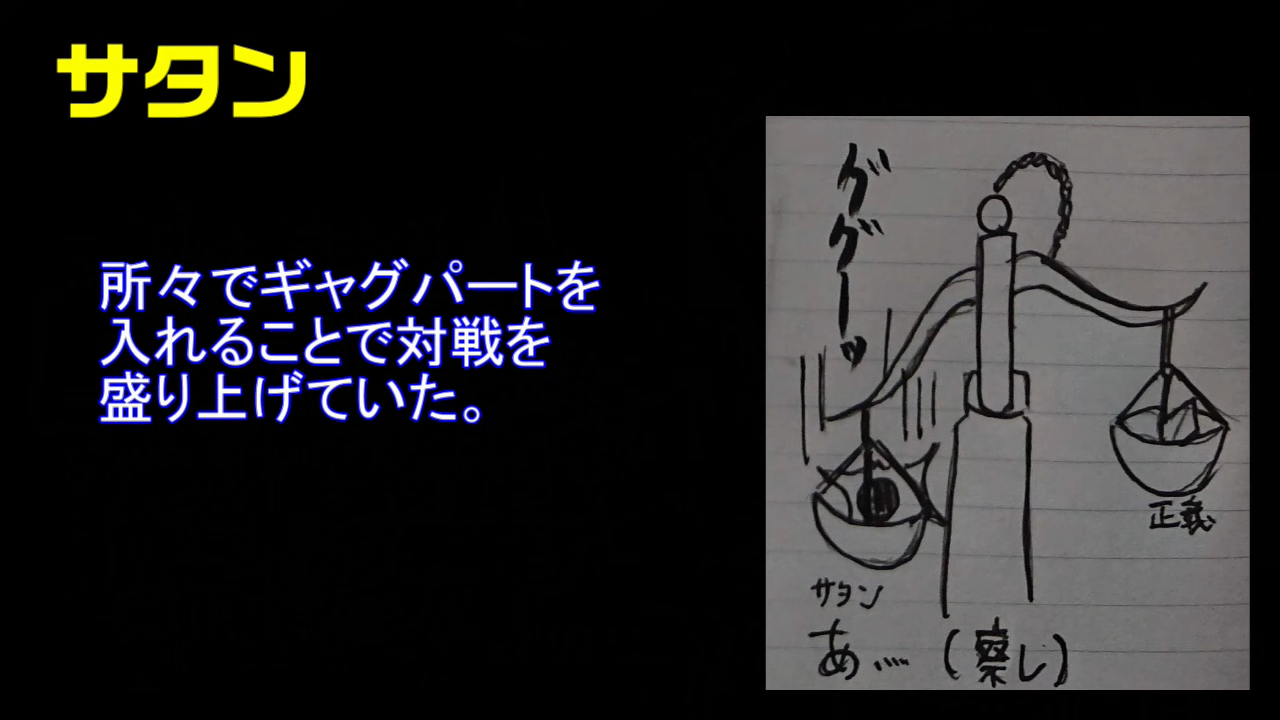 サタン
所々でギャグパートを
入れることで対戦を
盛り上げていた。
ググーッ
正義
サタン
あ……（察し）